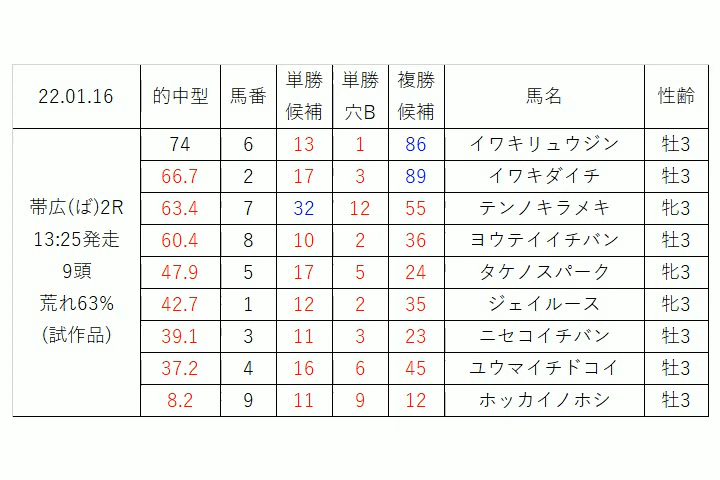 22.01.16 的中型 馬番 単勝候補 単勝穴B 複勝候補 馬名 性齢
帯広(ば)2R
13:25発走
9頭
荒れ63%
(試作品)
74 6 13 1 86 イワキリュウジン 牡3
66.7 2 17 3 89 イワキダイチ 牡3
63.4 7 32 12 55 テンノキラメキ 牝3
60.4 8 10 2 36 ヨウテイイチバン 牡3
47.9 5 17 5 24 タケノスパーク 牝3
42.7 1 12 2 35 ジェイルース 牝3
39.1 3 11 3 23 ニセコイチバン 牡3
37.2 4 16 6 45 ユウマイチドコイ 牡3
8.2 9 11 9 12 ホッカイノホシ 牡3